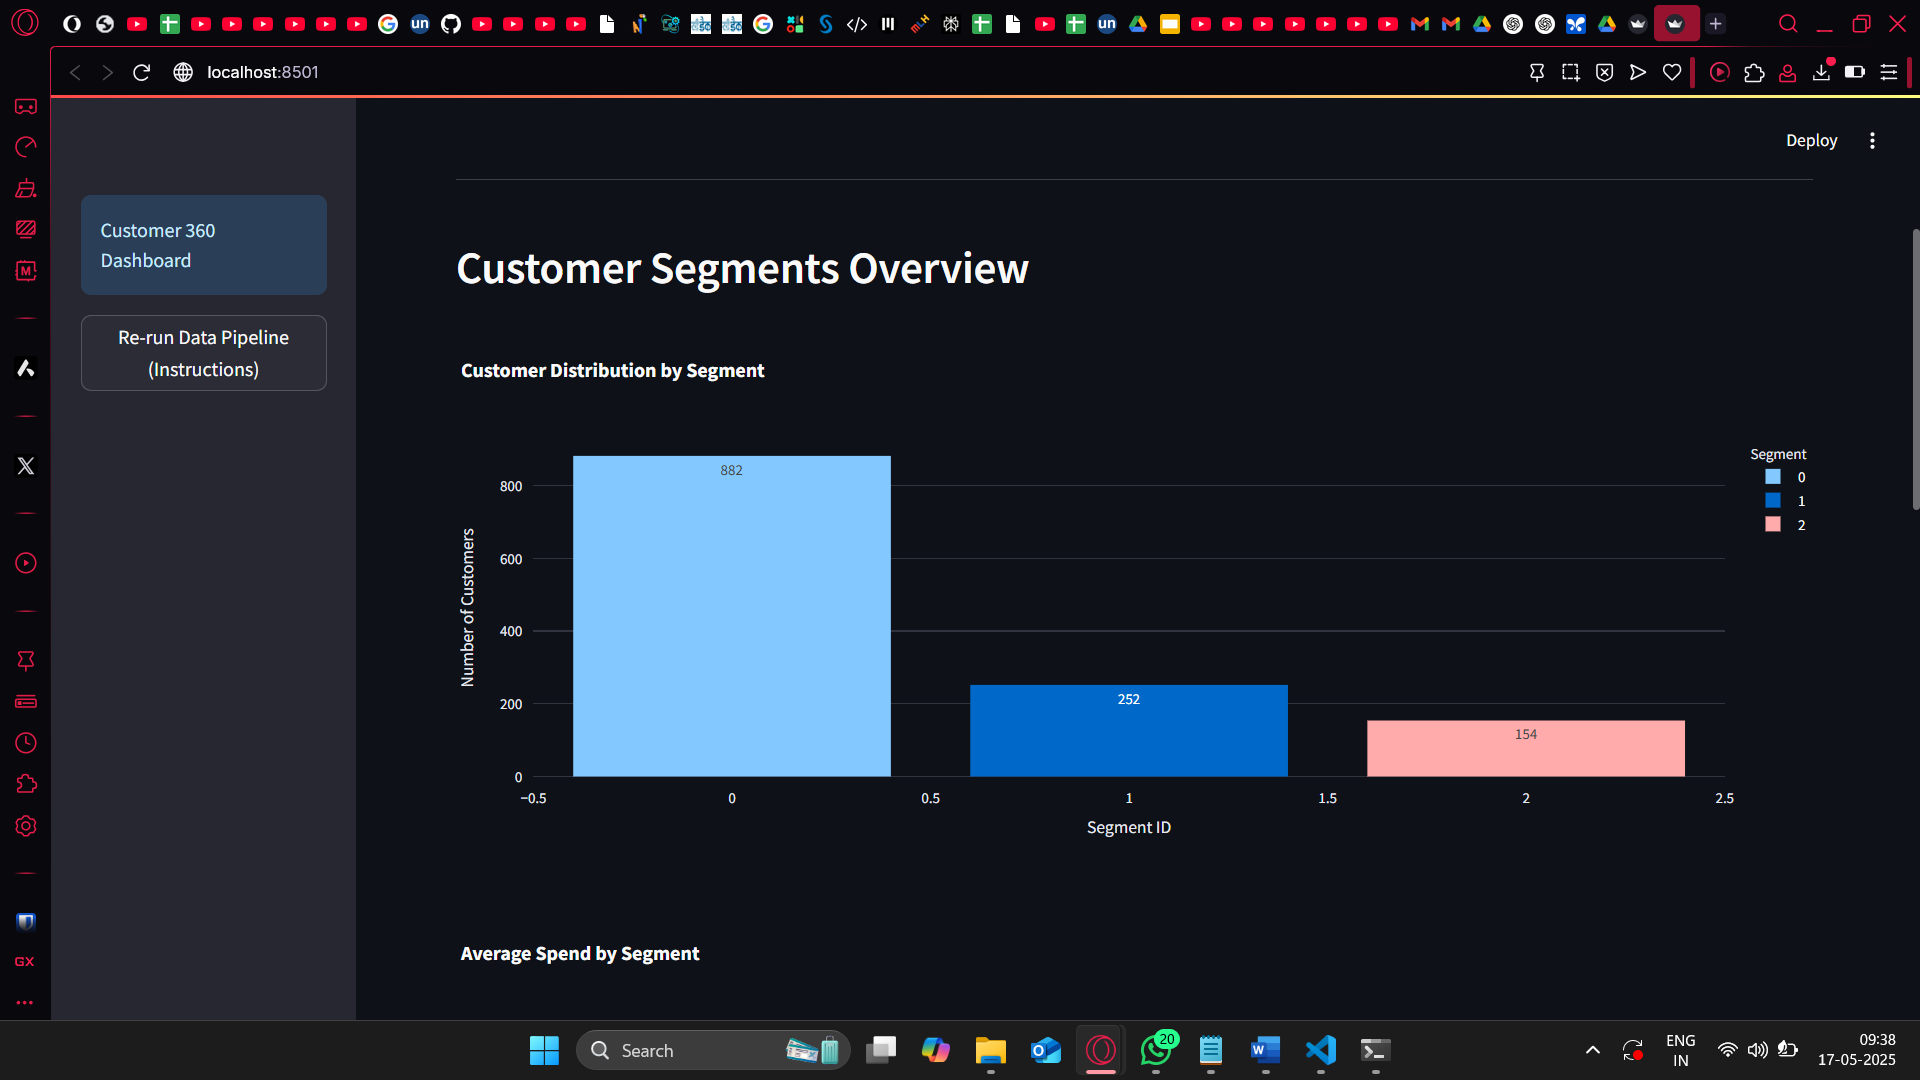 localhost:8501
Deploy
Customer 360
Dashboard
Re-run Data Pipeline
(Instructions)
Customer Segments Overview
Customer Distribution by Segment
Segment
0
1
2
Number of Customers
800
600
400
200
0
882
252
154
−0.5
0
0.5
1
1.5
2
2.5
Segment ID
Average Spend by Segment
GX
Search
20
ENG
IN
09:38
17-05-2025